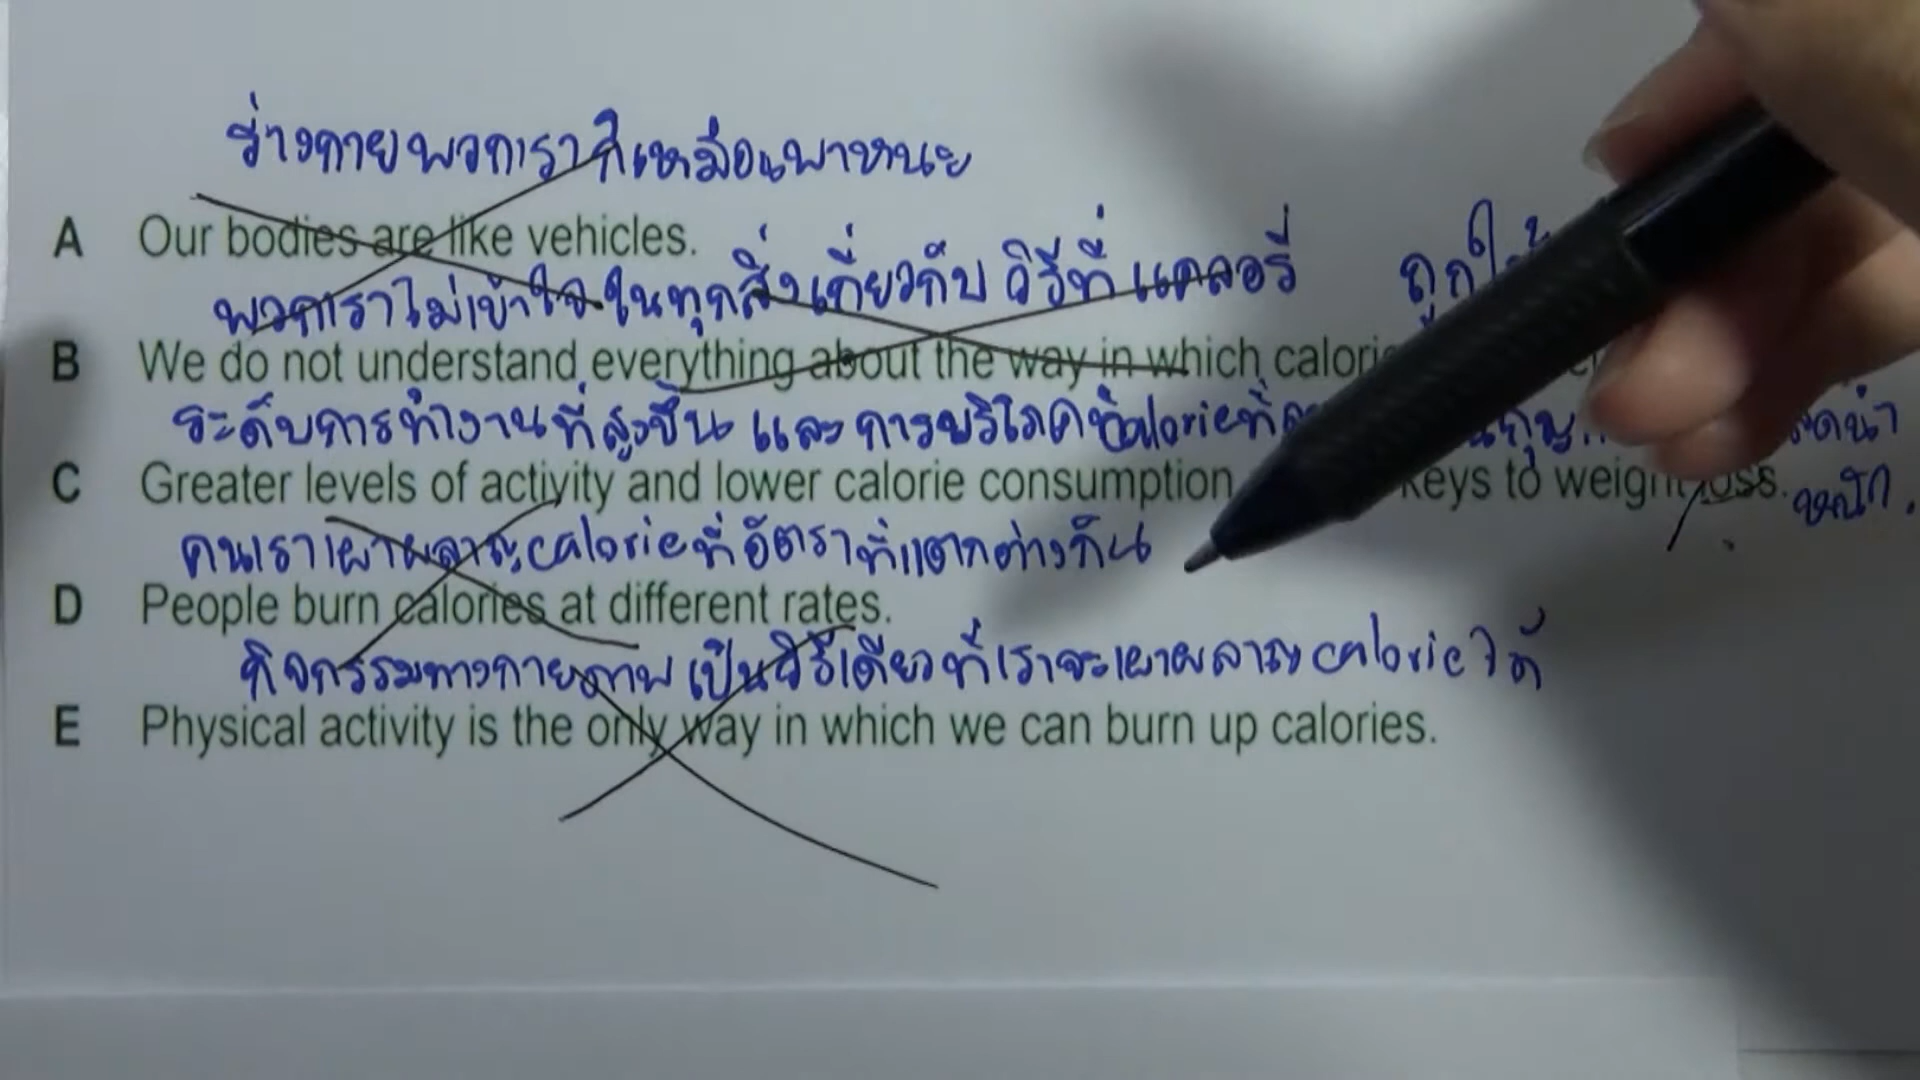 ร่างกายพวกเราก็เหมือนพาหนะ
A Our bodies are like vehicles.
พวกเราไม่เข้าใจในทุกสิ่งเกี่ยวกับ วิธีที่ แคลอรี่ ถูกใช้
B We do not understand everything about the way in which
ระดับการทำงานที่สูงขึ้น และ การบริโภค calorie ที่
C Greater levels of activity and lower calorie consumption keys to weight loss.
คนเราเผาผลาญ calorie ที่ อัตราที่แตกต่างกัน
D People burn calories at different rates.
กิจกรรมทางกายภาพ เป็นวิธีเดียวที่เราจะเผาผลาญ calorie ได้
E Physical activity is the only way in which we can burn up calories.